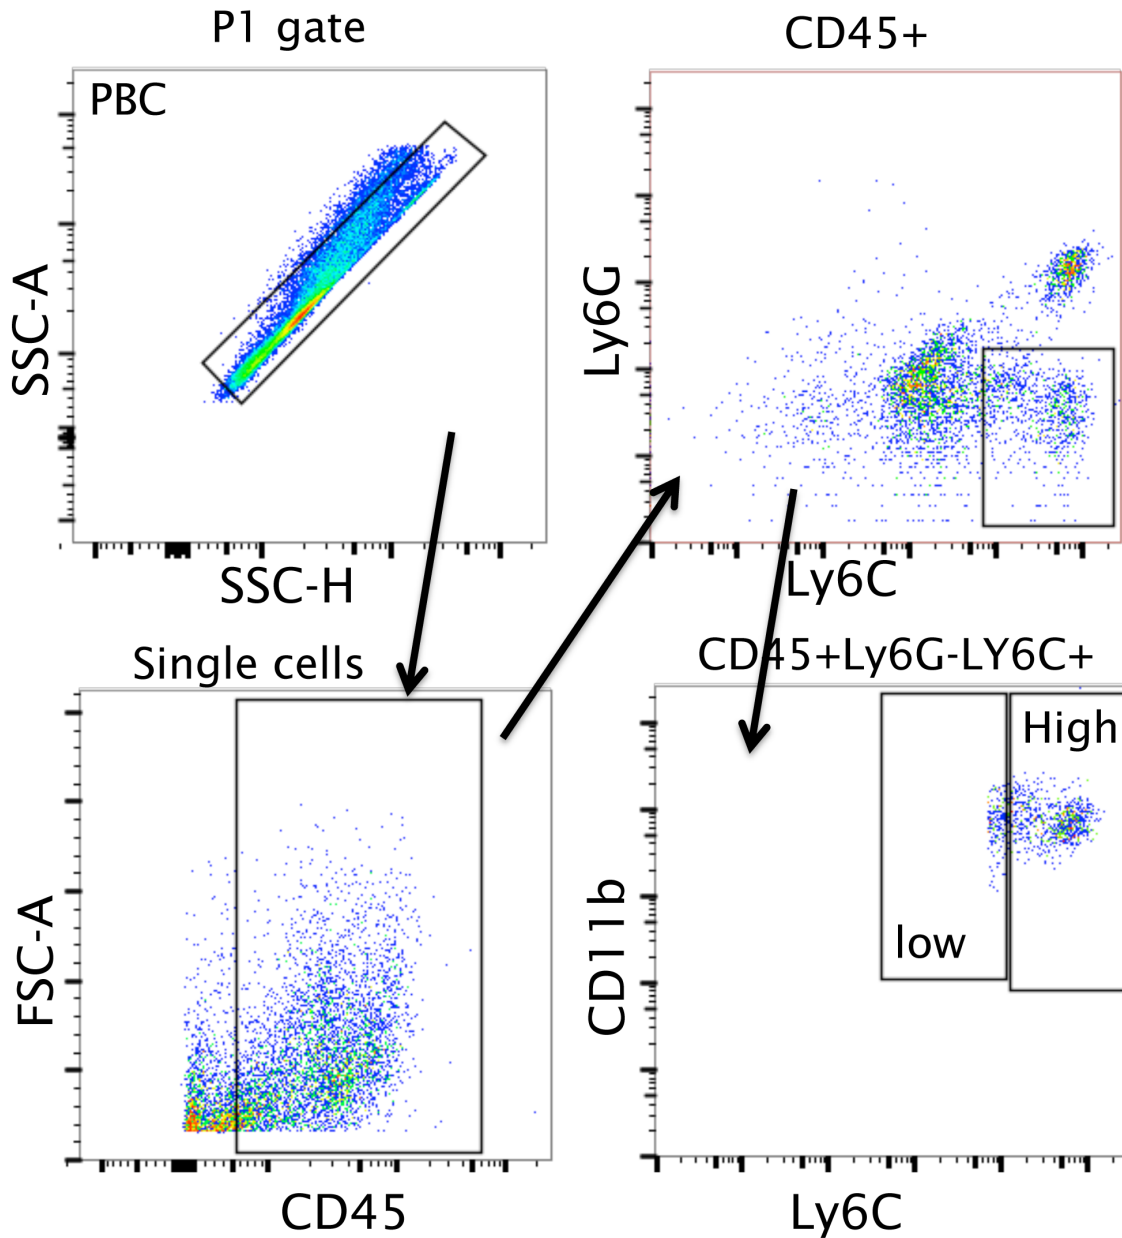 P1 gate
PBC
SSC-A
SSC-H
CD45+
Ly6G
Ly6C
Single cells
FSC-A
CD45
CD45+Ly6G-LY6C+
High
low
CD11b
Ly6C